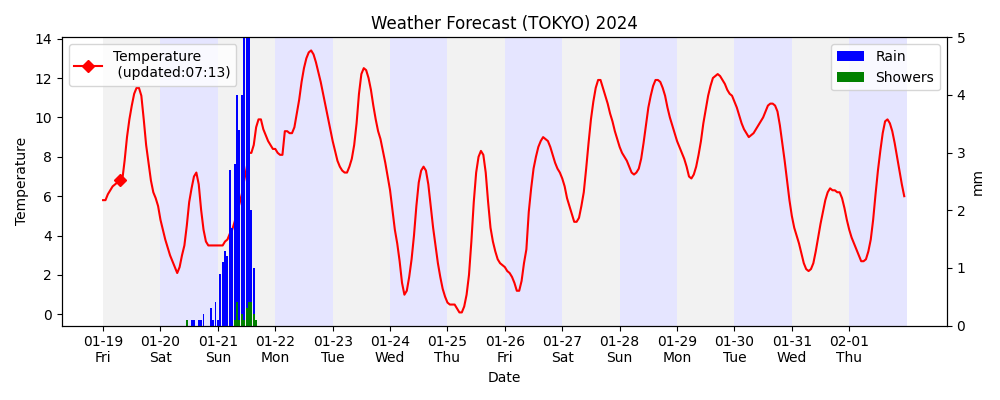 Weather Forecast (TOKYO) 2024
Temperature
(updated:07:13)
Rain
Showers
14
12
10
8
6
4
2
0
Temperature
5
4
3
2
1
0
mm
01-19 01-20 01-21 01-22 01-23 01-24 01-25 01-26 01-27 01-28 01-29 01-30 01-31 02-01
Fri Sat Sun Mon Tue Wed Thu Fri Sat Sun Mon Tue Wed Thu
Date